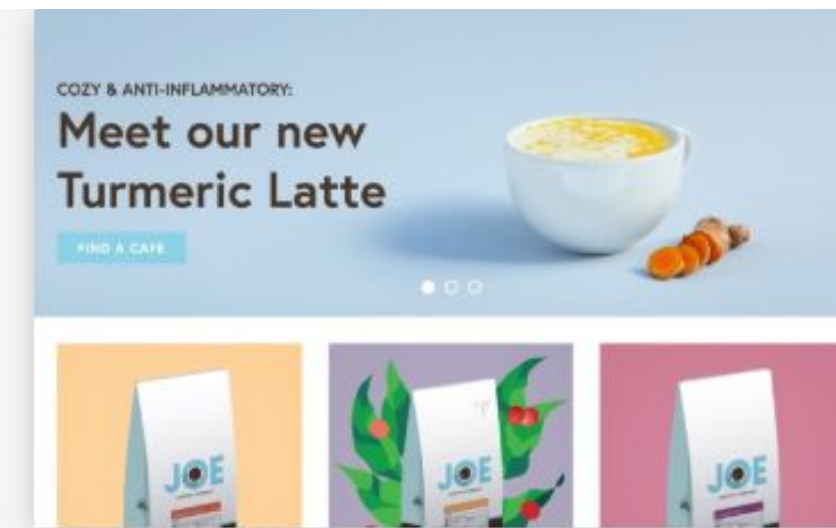 COZY & ANTI-INFLAMMATORY:
Meet our new
Turmeric Latte
FIND A CAFE
JOE
JOE
JOE